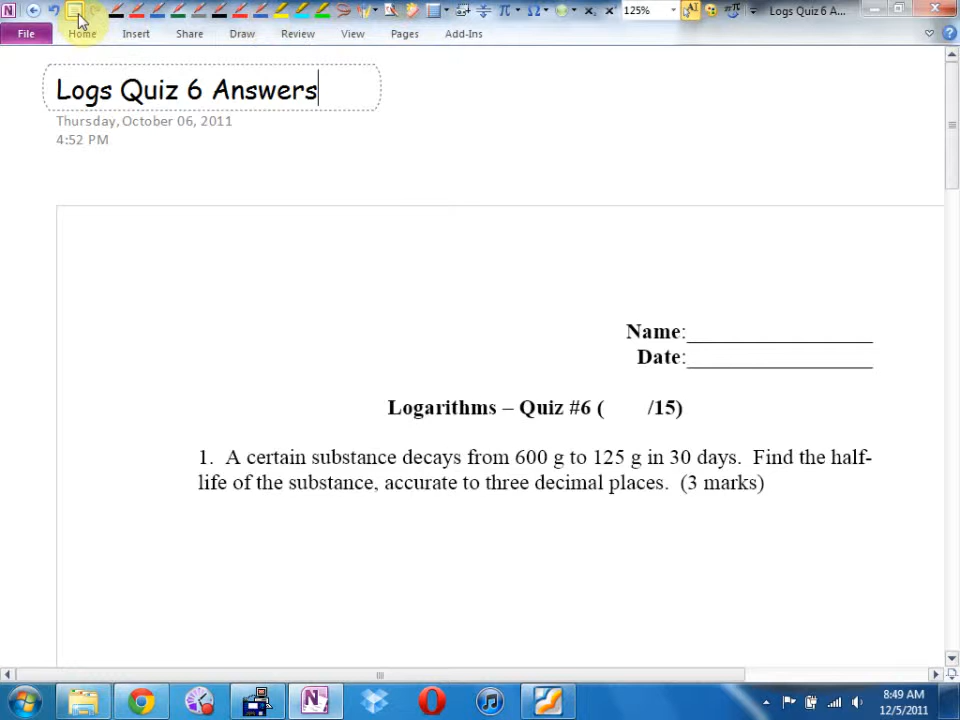 125%
Logs Quiz 6 A...
File
Home
Insert
Share
Draw
Review
View
Pages
Add-Ins
Logs Quiz 6 Answers
Thursday, October 06, 2011
4:52 PM
Name:
Date:
Logarithms – Quiz #6 ( /15)
1. A certain substance decays from 600 g to 125 g in 30 days. Find the half-
life of the substance, accurate to three decimal places. (3 marks)
8:49 AM
12/5/2011